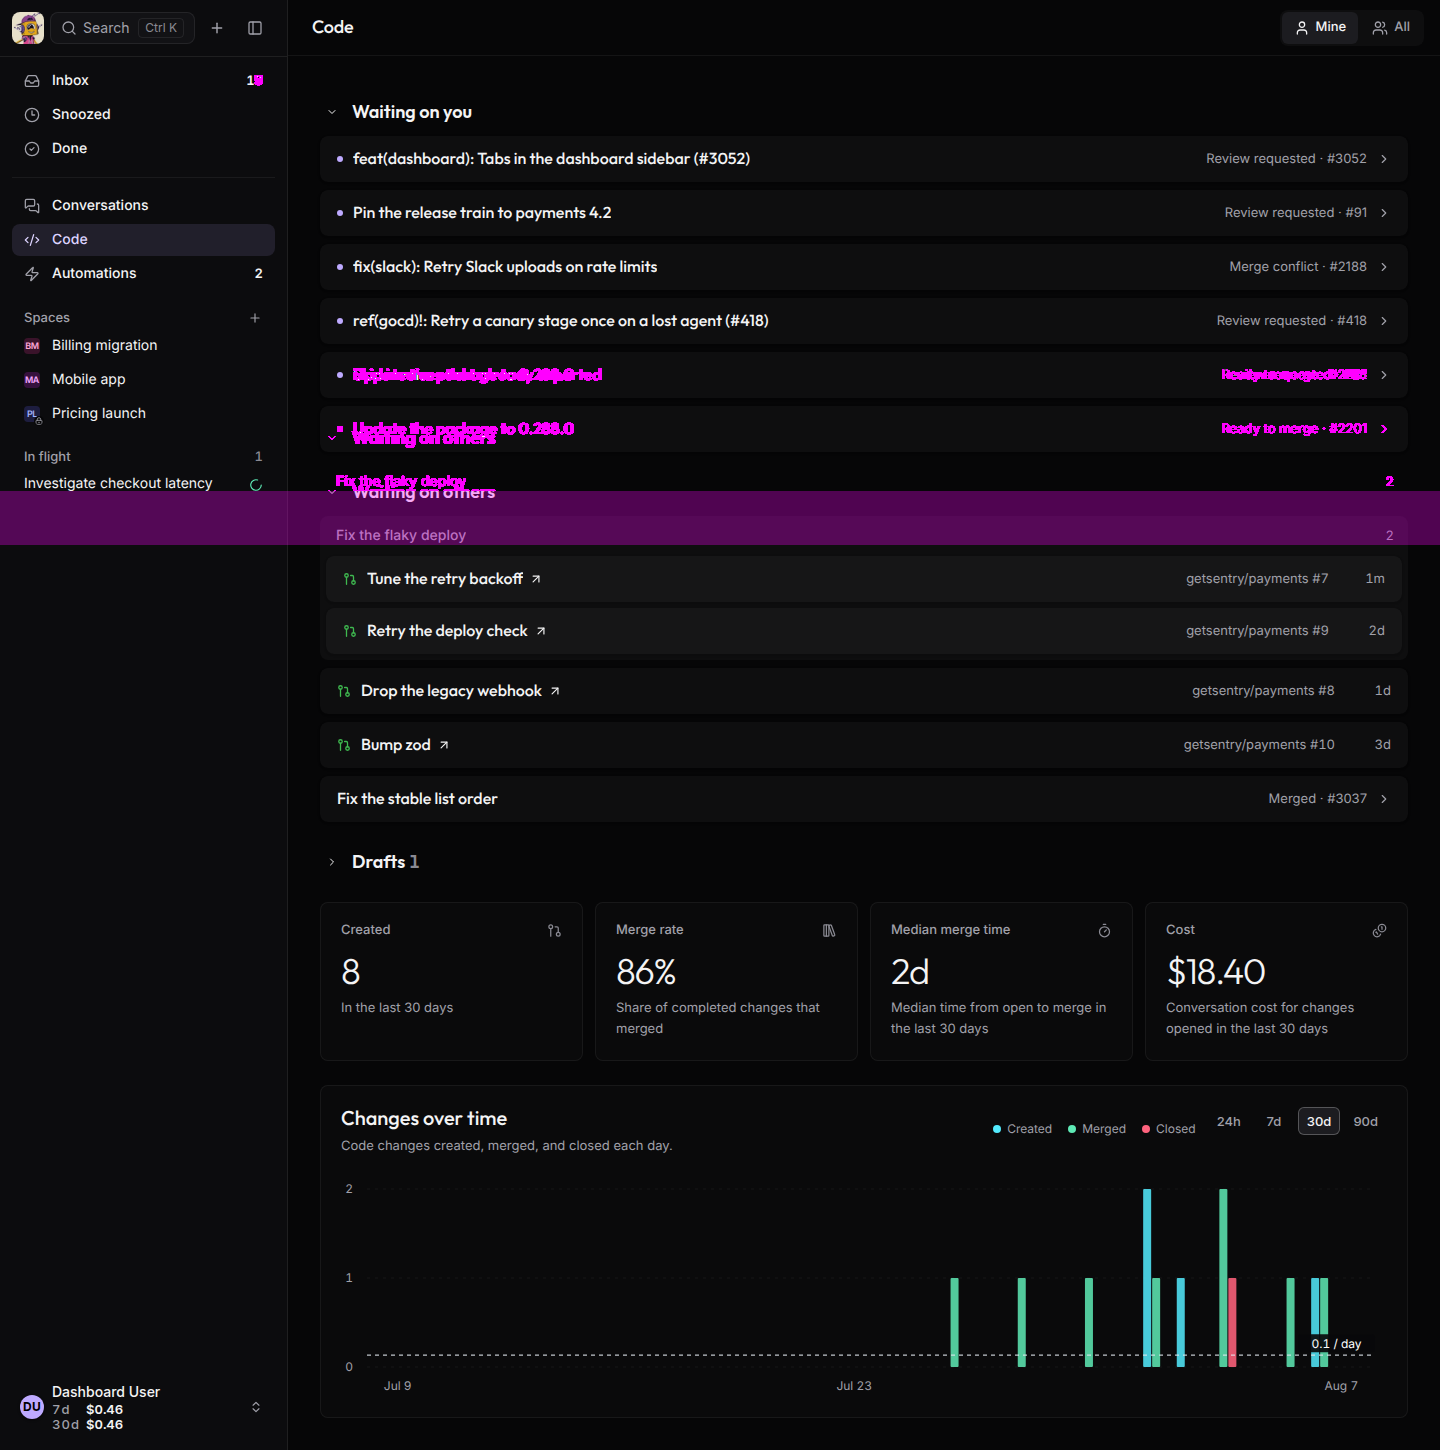 Search Ctrl K
Code
Mine
All
Inbox
Snoozed
Done
Conversations
Code
Automations 2
Spaces
BM Billing migration
MA Mobile app
PL Pricing launch
In flight 1
Investigate checkout latency
Waiting on you
feat(dashboard): Tabs in the dashboard sidebar (#3052) Review requested · #3052
Pin the release train to payments 4.2 Review requested · #91
fix(slack): Retry Slack uploads on rate limits Merge conflict · #2188
ref(gocd)!: Retry a canary stage once on a lost agent (#418) Review requested · #418
Update the package to 0.288.0 Ready to merge · #2201
Waiting on others
Fix the flaky deploy 2
Waiting on others
Fix the flaky deploy 2
Tune the retry backoff getsentry/payments #7 1m
Retry the deploy check getsentry/payments #9 2d
Drop the legacy webhook getsentry/payments #8 1d
Bump zod getsentry/payments #10 3d
Fix the stable list order Merged · #3037
Drafts 1
Created
8
In the last 30 days
Merge rate
86%
Share of completed changes that
merged
Median merge time
2d
Median time from open to merge in
the last 30 days
Cost
$18.40
Conversation cost for changes
opened in the last 30 days
Changes over time
Code changes created, merged, and closed each day.
Created Merged Closed 24h 7d 30d 90d
2
1
0
0.1 / day
Jul 9 Jul 23 Aug 7
DU Dashboard User
7d $0.46
30d $0.46